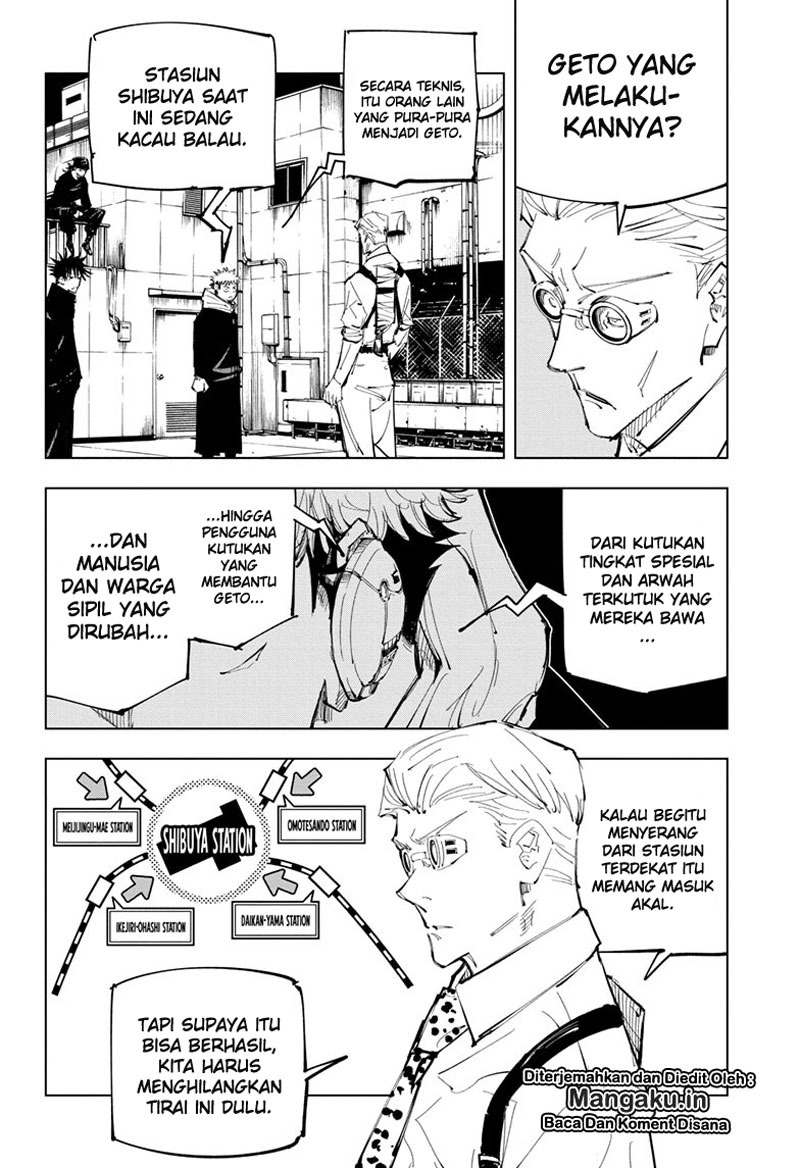 GETO YANG
MELAKU-
KANNYA?
SECARA TEKNIS,
ITU ORANG LAIN
YANG PURA-PURA
MENJADI GETO.
STASIUN
SHIBUYA SAAT
INI SEDANG
KACAU BALAU.
DARI KUTUKAN
TINGKAT SPESIAL
DAN ARWAH
TERKUTUK YANG
MEREKA BAWA
...
...HINGGA
PENGGUNA
KUTUKAN
YANG
MEMBANTU
GETO...
...DAN
MANUSIA
DAN WARGA
SIPIL YANG
DIRUBAH...
KALAU BEGITU
MENYERANG
DARI STASIUN
TERDEKAT ITU
MEMANG MASUK
AKAL.
MEIJIJINGU-MAE STATION
OMOTESANDO STATION
SHIBUYA STATION
IKEJIRI-OHASHI STATION
DAIKAN-YAMA STATION
TAPI SUPAYA ITU
BISA BERHASIL,
KITA HARUS
MENGHILANGKAN
TIRAI INI DULU.
Diterjemahkan dan Diedit Oleh:
Mangaku.in
Baca Dan Koment Disana